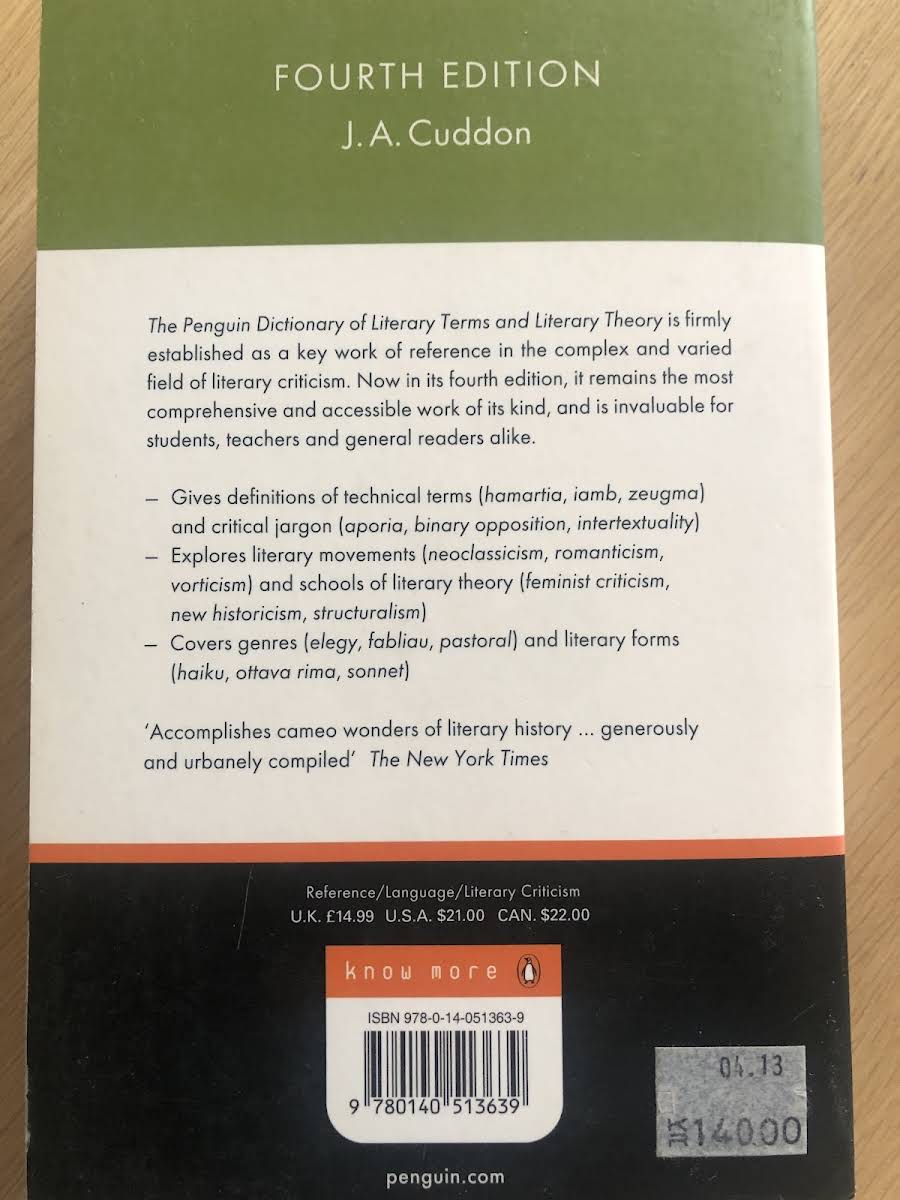 FOURTH EDITION
J. A. Cuddon
The Penguin Dictionary of Literary Terms and Literary Theory is firmly
established as a key work of reference in the complex and varied
field of literary criticism. Now in its fourth edition, it remains the most
comprehensive and accessible work of its kind, and is invaluable for
students, teachers and general readers alike.
– Gives definitions of technical terms (hamartia, iamb, zeugma)
and critical jargon (aporia, binary opposition, intertextuality)
– Explores literary movements (neoclassicism, romanticism,
vorticism) and schools of literary theory (feminist criticism,
new historicism, structuralism)
– Covers genres (elegy, fabliau, pastoral) and literary forms
(haiku, ottava rima, sonnet)
‘Accomplishes cameo wonders of literary history ... generously
and urbanely compiled’ The New York Times
Reference/Language/Literary Criticism
U.K. £14.99 U.S.A. $21.00 CAN. $22.00
know more
ISBN 978-0-14-051363-9
9 780140 513639
04.13
14000
penguin.com